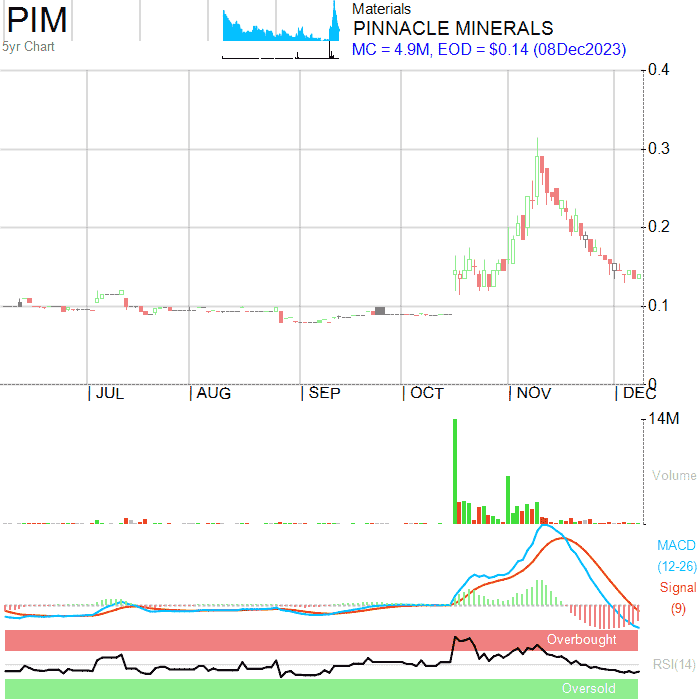 PIM
5yr Chart
Materials
PINNACLE MINERALS
MC = 4.9M, EOD = $0.14 (08Dec2023)
0.4
0.3
0.2
0.1
0
JUL
AUG
SEP
OCT
NOV
DEC
14M
Volume
MACD
(12-26)
Signal
(9)
Overbought
RSI(14)
Oversold